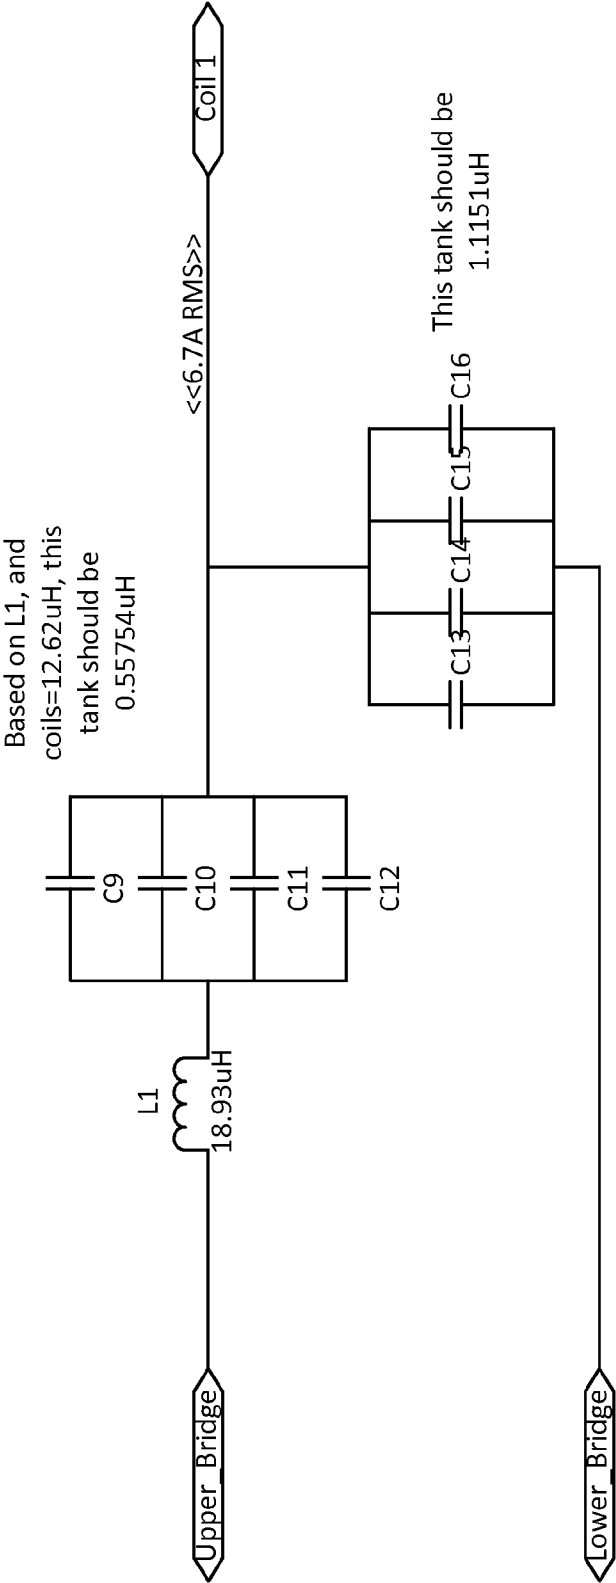 Based on L1, and
coils=12.62uH, this
tank should be
0.55754uH
Upper_Bridge
L1
18.93uH
C9
C10
C11
C12
<<6.7A RMS>>
Coil 1
C13
C14
C15
C16
This tank should be
1.1151uH
Lower_Bridge